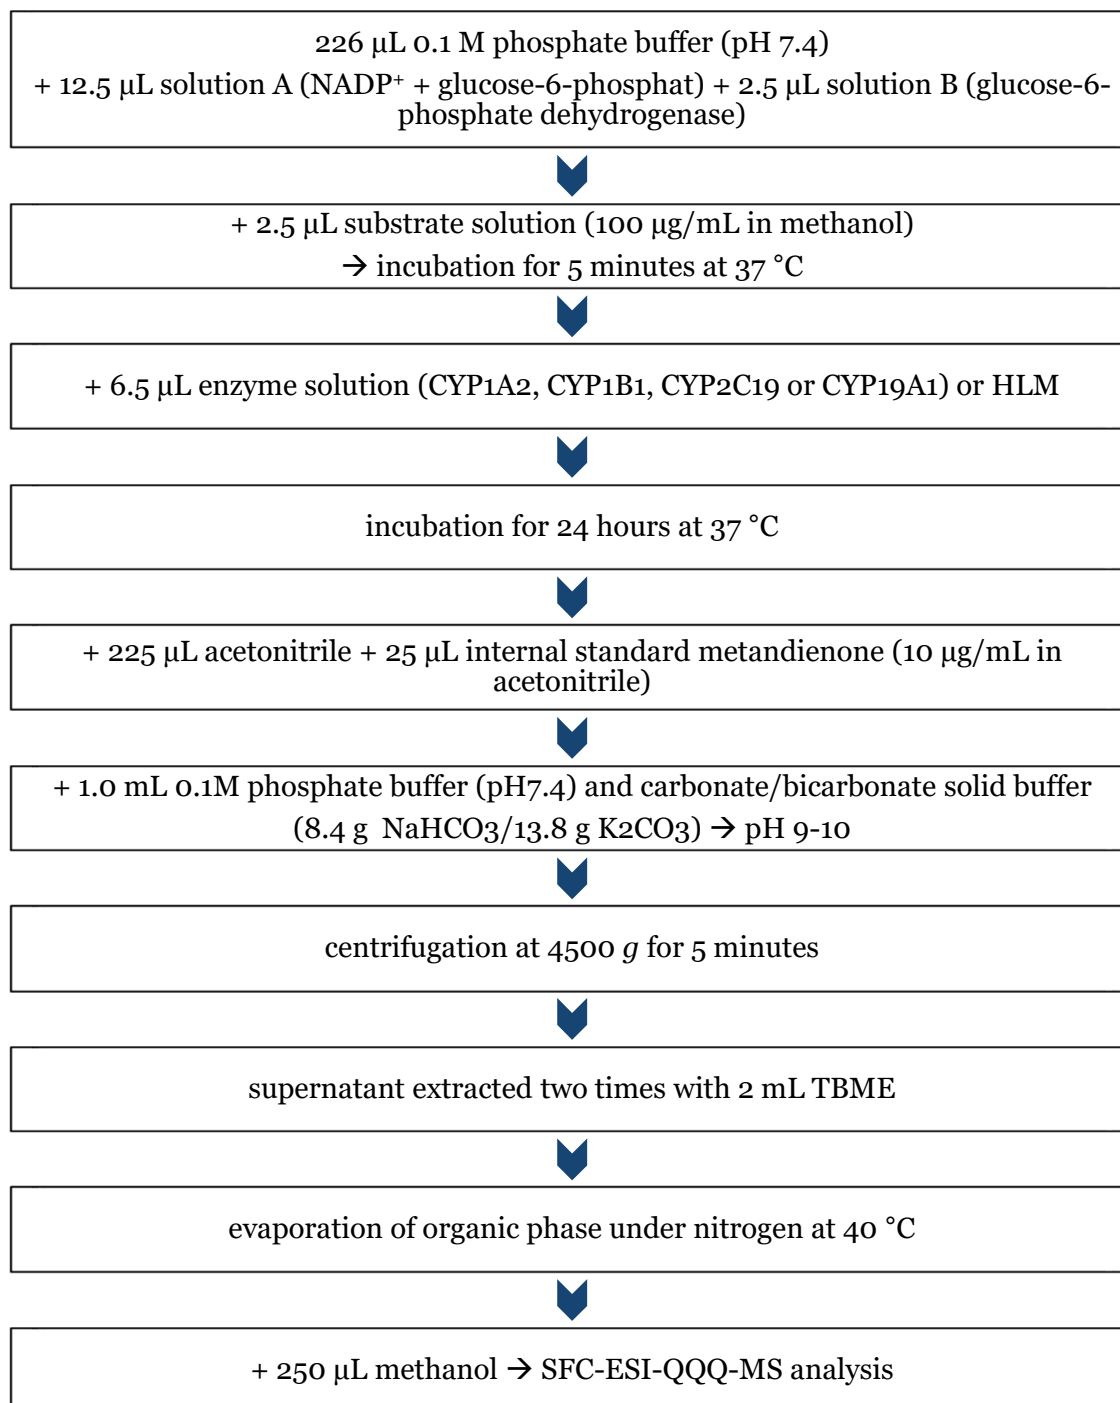 226 µL 0.1 M phosphate buffer (pH 7.4)
+ 12.5 µL solution A (NADP⁺ + glucose-6-phosphat) + 2.5 µL solution B (glucose-6-
phosphate dehydrogenase)
+ 2.5 µL substrate solution (100 µg/mL in methanol)
→ incubation for 5 minutes at 37 °C
+ 6.5 µL enzyme solution (CYP1A2, CYP1B1, CYP2C19 or CYP19A1) or HLM
incubation for 24 hours at 37 °C
+ 225 µL acetonitrile + 25 µL internal standard metandienone (10 µg/mL in
acetonitrile)
+ 1.0 mL 0.1M phosphate buffer (pH7.4) and carbonate/bicarbonate solid buffer
(8.4 g  NaHCO3/13.8 g K2CO3) → pH 9-10
centrifugation at 4500 g for 5 minutes
supernatant extracted two times with 2 mL TBME
evaporation of organic phase under nitrogen at 40 °C
+ 250 µL methanol → SFC-ESI-QQQ-MS analysis